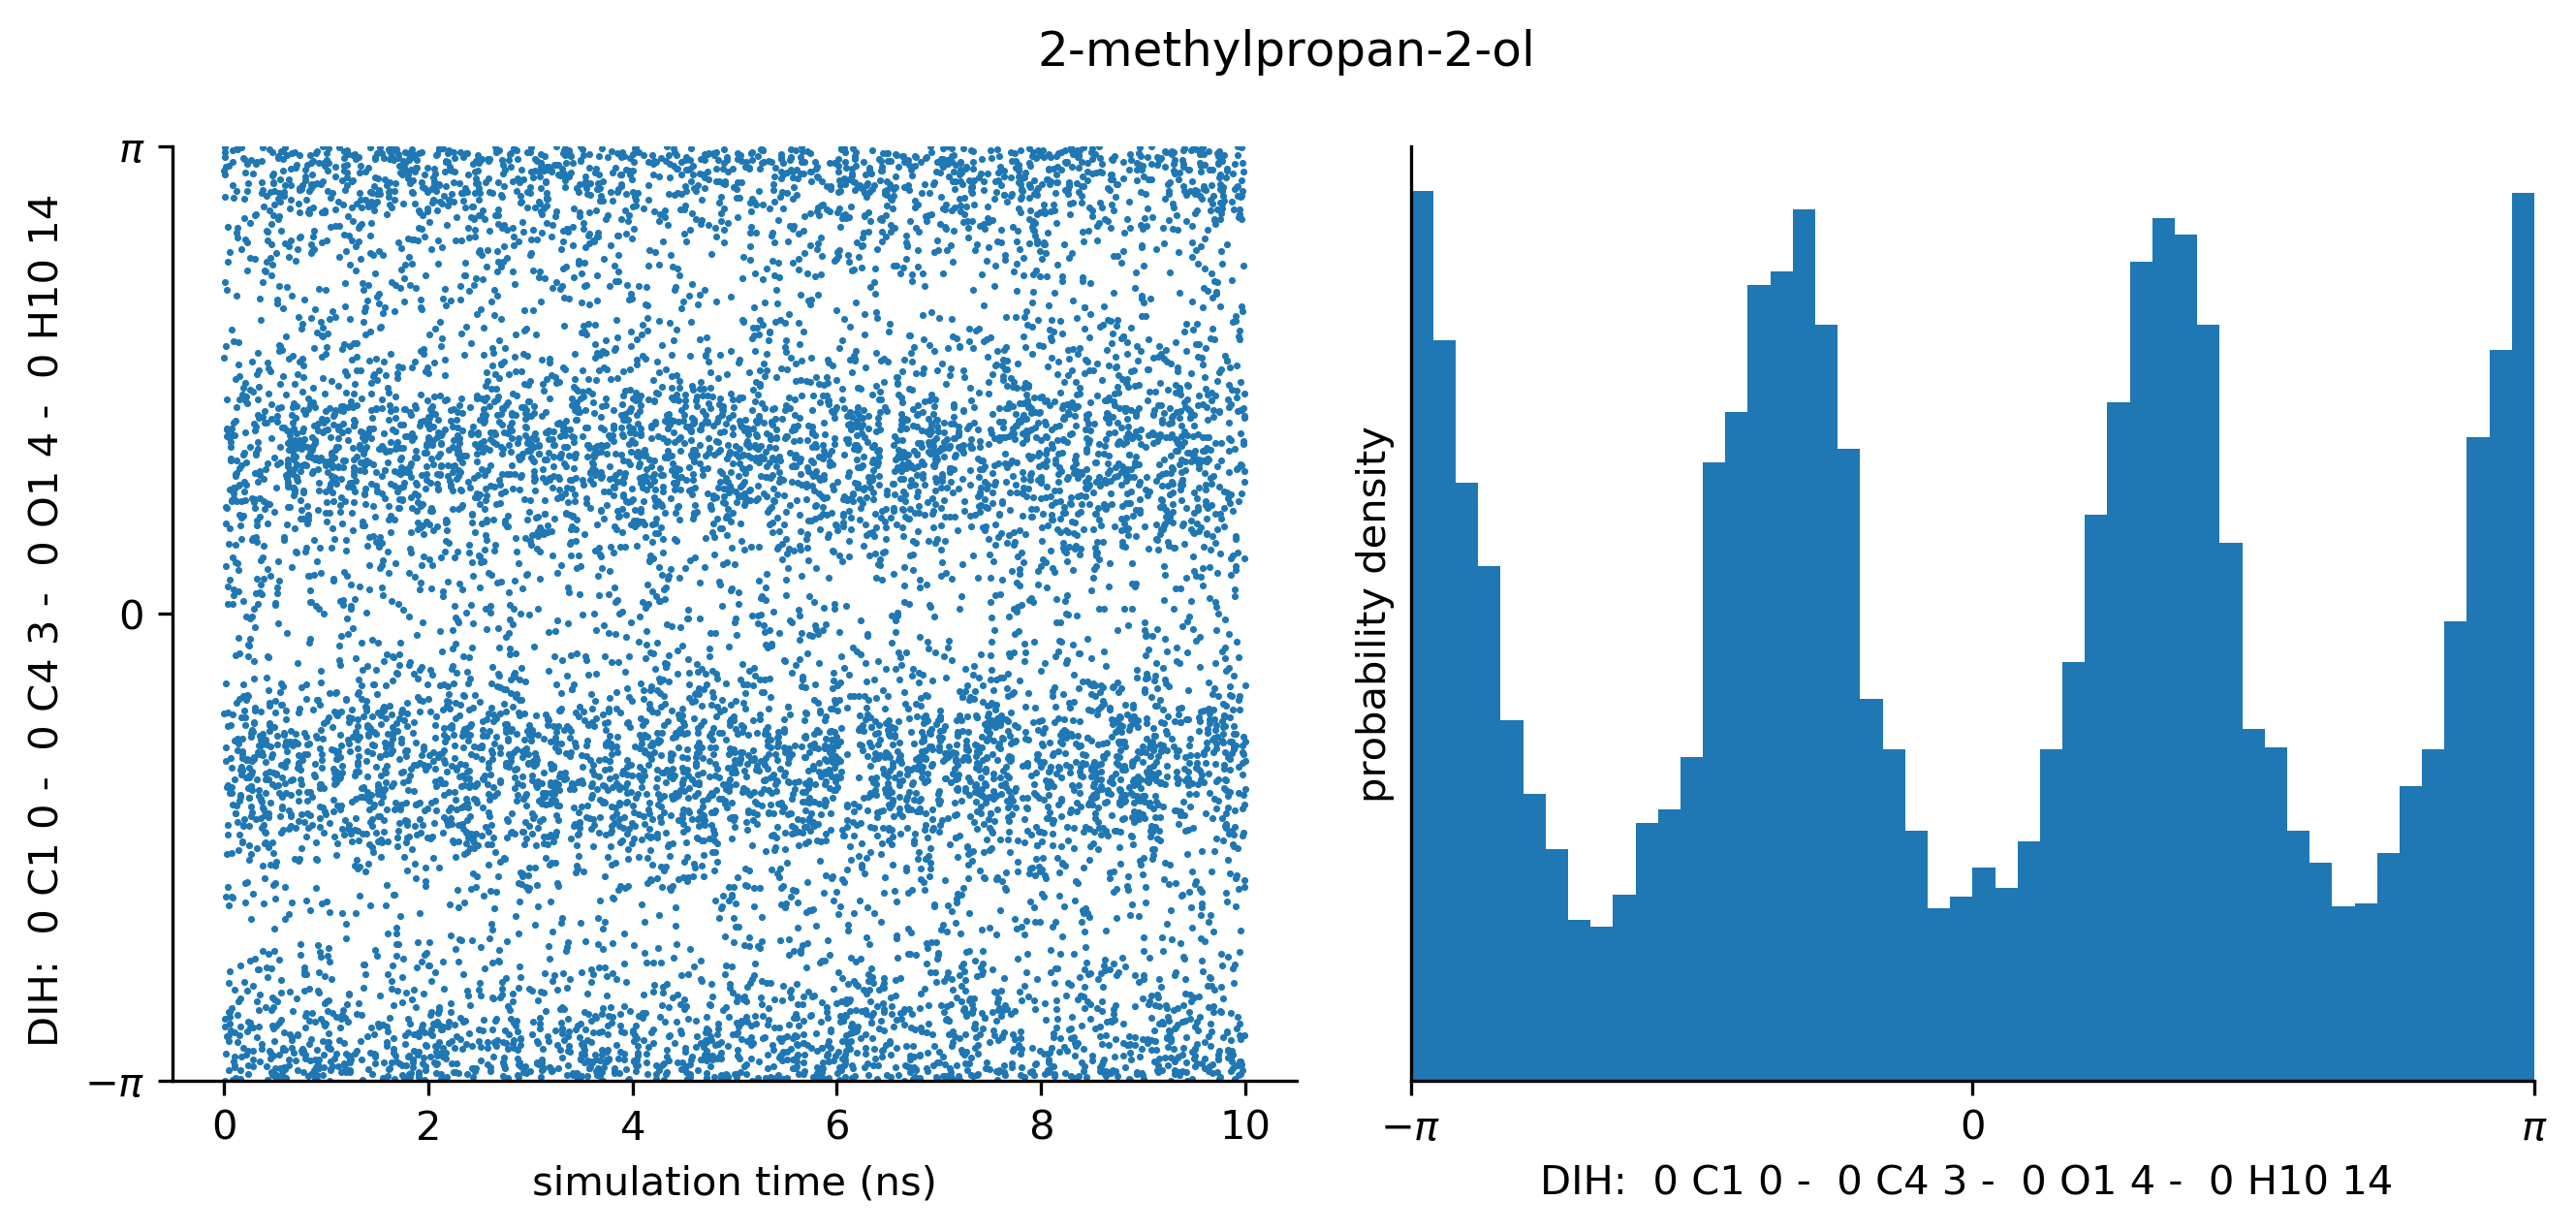 2-methylpropan-2-ol
DIH:  0 C1 0 -  0 C4 3 -  0 O1 4 -  0 H10 14
π
0
−π
0 2 4 6 8 10
simulation time (ns)
probability density
−π 0 π
DIH:  0 C1 0 -  0 C4 3 -  0 O1 4 -  0 H10 14